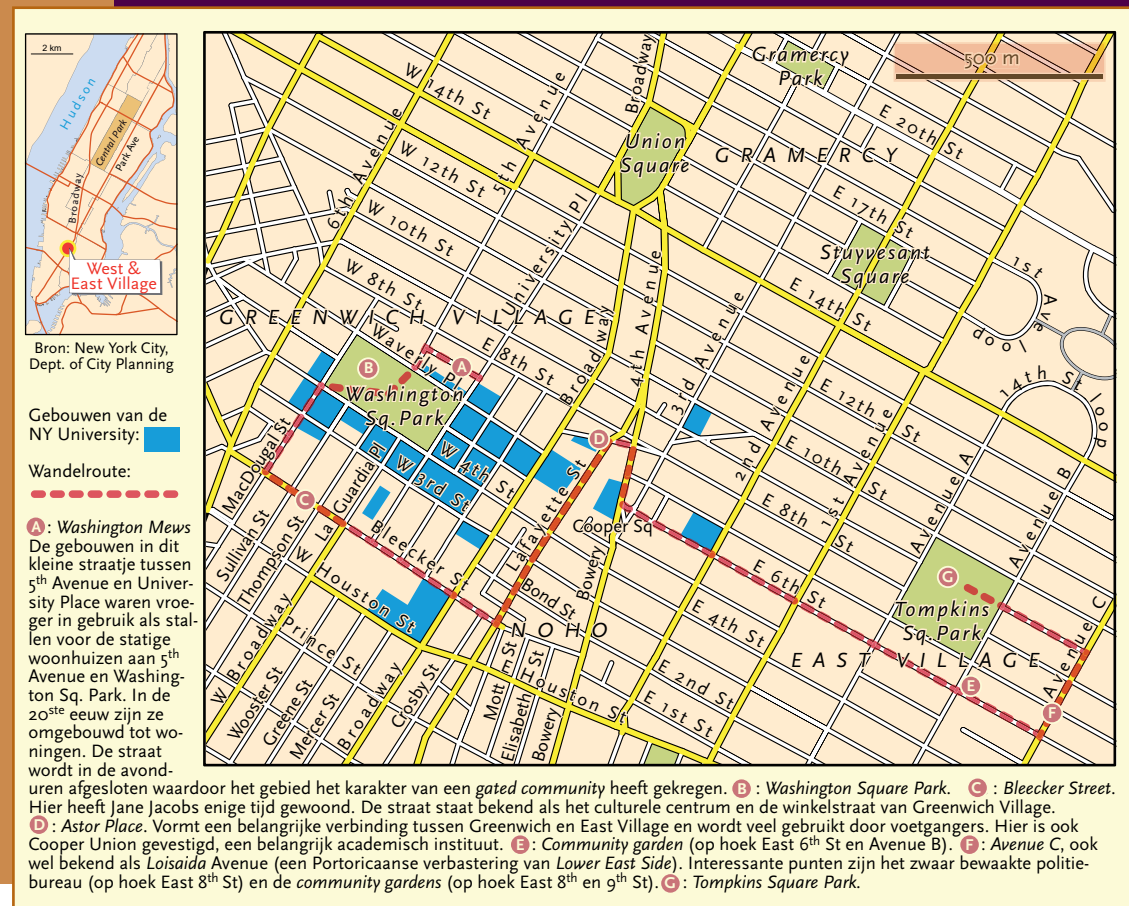 2 km
Hudson
Central Park
Park Ave
Broadway
West &
East Village
Bron: New York City,
Dept. of City Planning
Gebouwen van de
NY University:
Wandelroute:
500 m
Gramercy
Park
Broadway
W 14th St
5th Avenue
E 20th St
Union
Square
GRAMERCY
6th Avenue
W 12th St
E 17th St
W 10th St
University Pl
Stuyvesant
Square
1st
Ave
loop
W 8th St
4th Avenue
E 14th St
3rd Avenue
GREENWICH VILLAGE
Waverly Pl
E 8th St
Broadway
14th St
loop
A
B
Washington
Sq. Park
2nd Avenue
E 12th St
MacDougal St
La Guardia Pl
W 4th St
W 3rd St
D
E 10th St
1st Avenue
Avenue A
Avenue B
C
Lafayette St
Cooper Sq
E 8th St
Sullivan St
Thompson St
Bleecker St
Bowery
E 6th St
G
W Houston St
Bond St
E 4th St
Tompkins
Sq. Park
Avenue C
NOHO
EAST VILLAGE
W Broadway
Prince St
Wooster St
Greene St
Mercer St
Broadway
Crosby St
Mott St
Elisabeth St
Bowery
Houston St
E 2nd St
E 1st St
E
F
A : Washington Mews
De gebouwen in dit
kleine straatje tussen
5th Avenue en Univer-
sity Place waren vroe-
ger in gebruik als stal-
len voor de statige
woonhuizen aan 5th
Avenue en Washing-
ton Sq. Park. In de
20ste eeuw zijn ze
omgebouwd tot wo-
ningen. De straat
wordt in de avond-
uren afgesloten waardoor het gebied het karakter van een gated community heeft gekregen. B : Washington Square Park. C : Bleecker Street.
Hier heeft Jane Jacobs enige tijd gewoond. De straat staat bekend als het culturele centrum en de winkelstraat van Greenwich Village.
D : Astor Place. Vormt een belangrijke verbinding tussen Greenwich en East Village en wordt veel gebruikt door voetgangers. Hier is ook
Cooper Union gevestigd, een belangrijk academisch instituut. E : Community garden (op hoek East 6th St en Avenue B). F : Avenue C, ook
wel bekend als Loisaida Avenue (een Portoricaanse verbastering van Lower East Side). Interessante punten zijn het zwaar bewaakte politie-
bureau (op hoek East 8th St) en de community gardens (op hoek East 8th en 9th St). G : Tompkins Square Park.